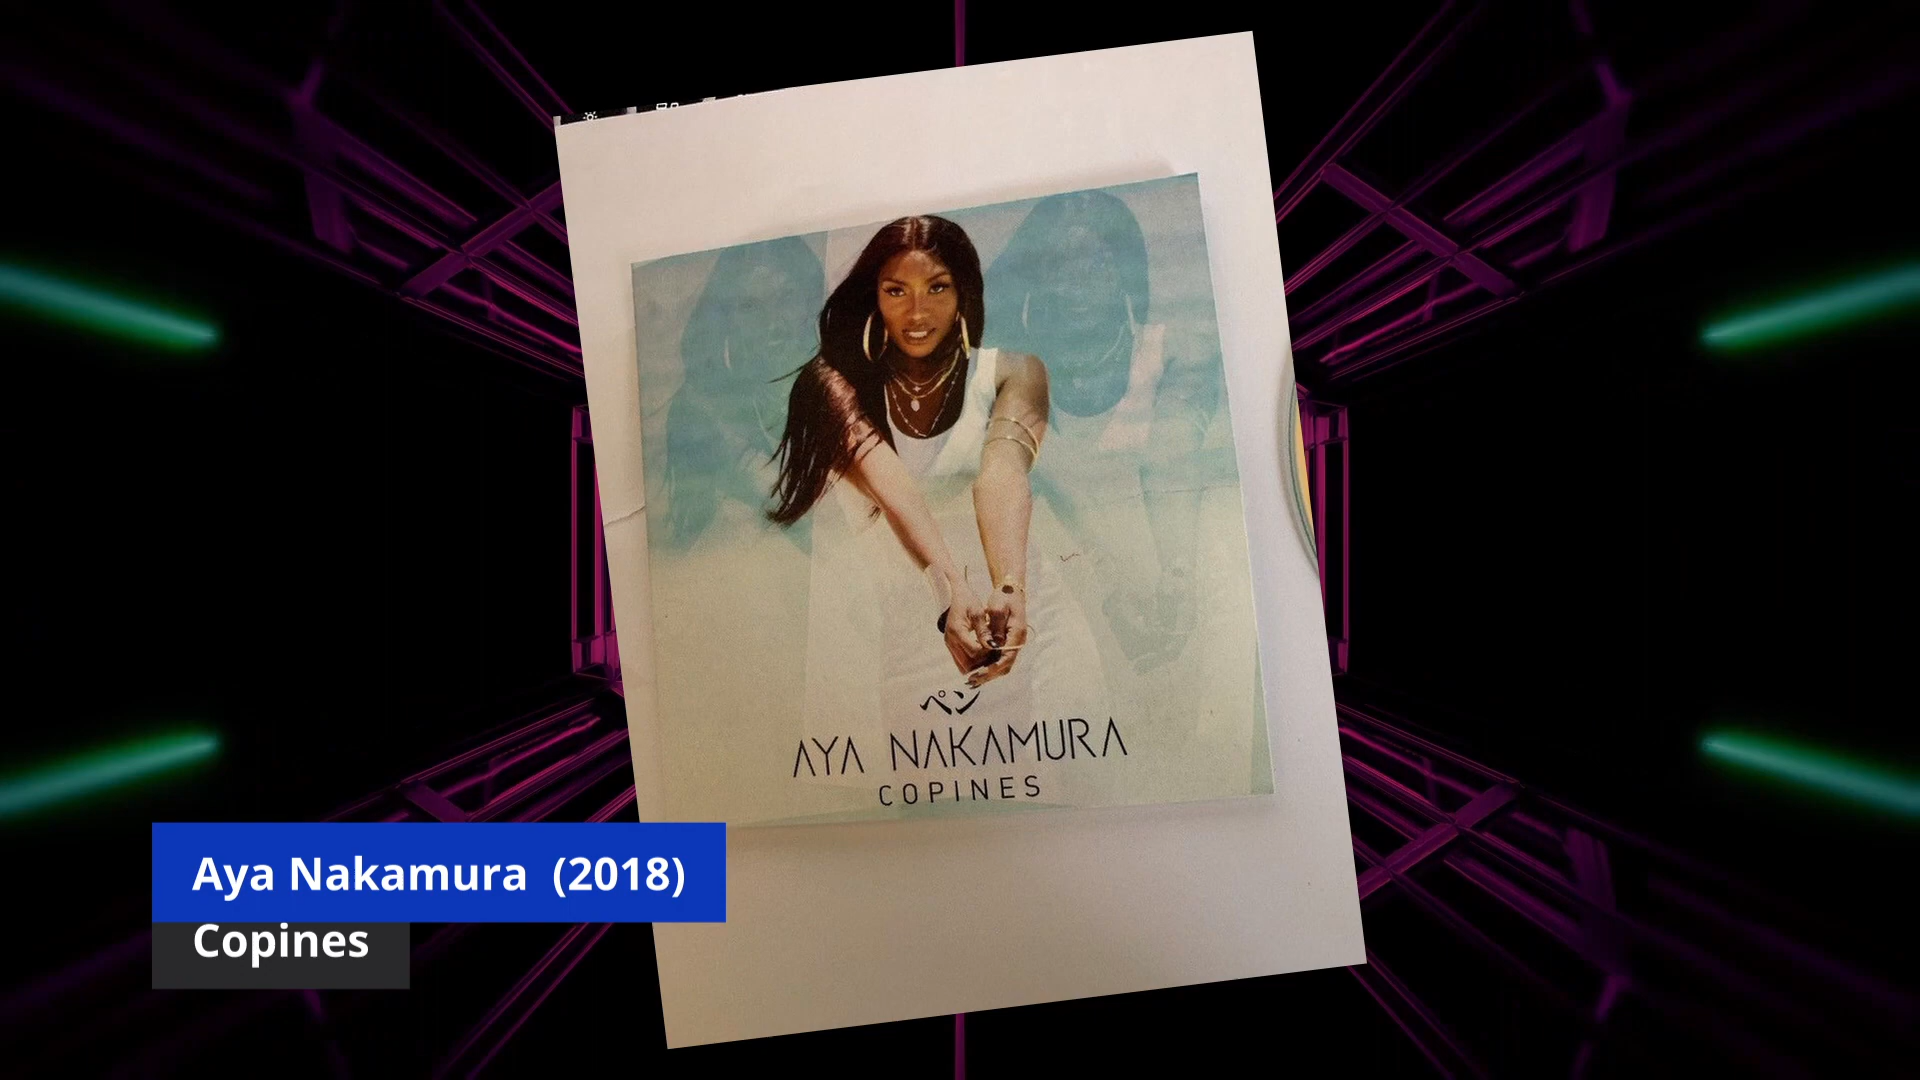 ペン
AYA NAKAMURA
COPINES
Aya Nakamura (2018)
Copines